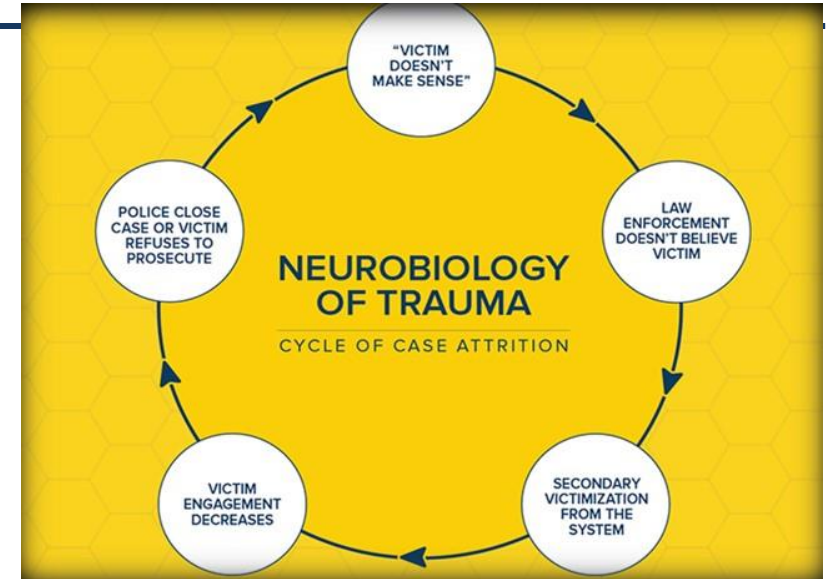 "VICTIM
DOESN'T
MAKE SENSE"
LAW
ENFORCEMENT
DOESN'T BELIEVE
VICTIM
SECONDARY
VICTIMIZATION
FROM THE
SYSTEM
VICTIM
ENGAGEMENT
DECREASES
POLICE CLOSE
CASE OR VICTIM
REFUSES TO
PROSECUTE
NEUROBIOLOGY
OF TRAUMA
CYCLE OF CASE ATTRITION